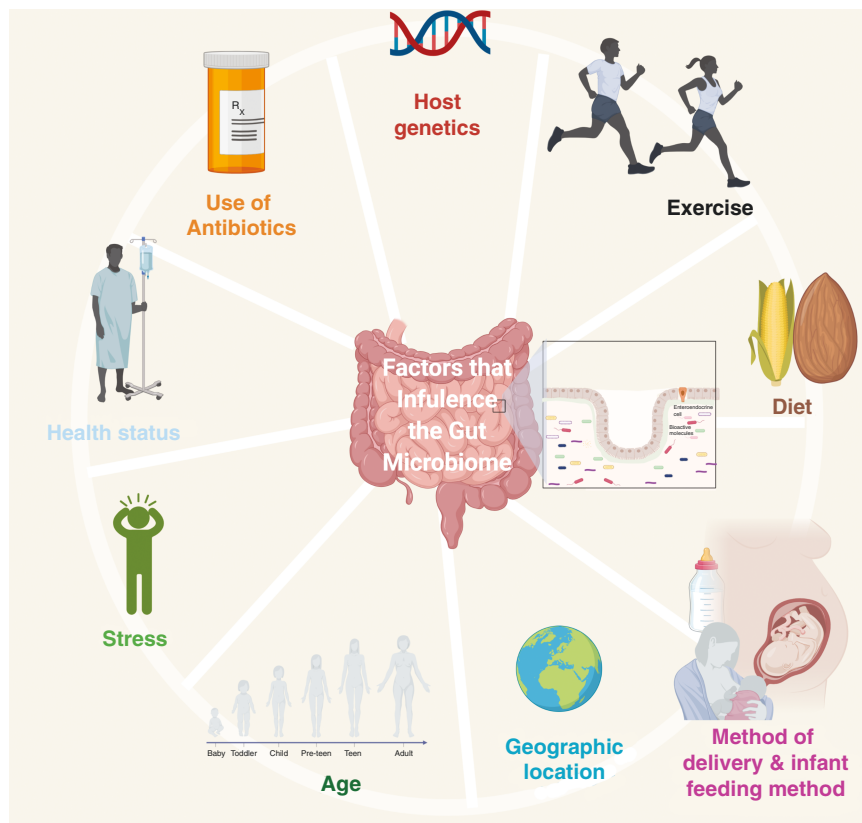 Host
genetics
Rx
Use of
Antibiotics
Exercise
Health status
Factors that
Infulence
the Gut
Microbiome
Enteroendocrine
cell
Bioactive
molecules
Diet
Stress
Baby Toddler Child Pre-teen Teen Adult
Age
Geographic
location
Method of
delivery & infant
feeding method